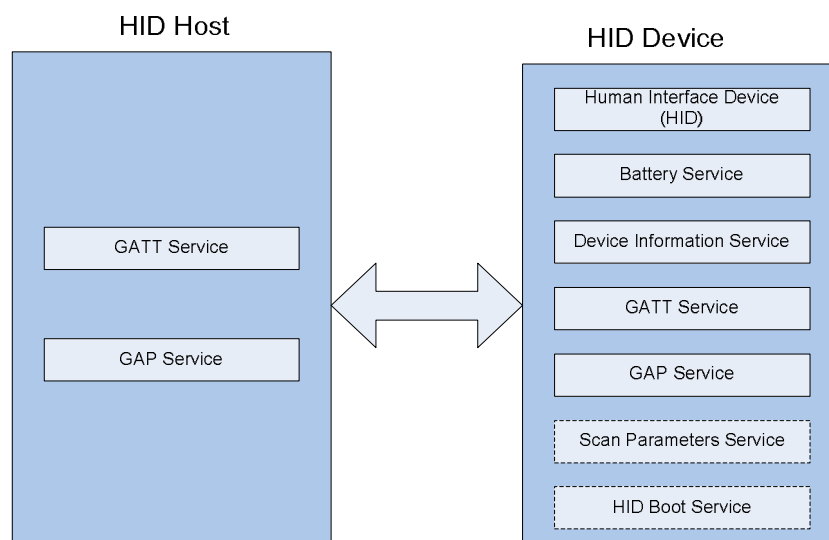 HID Host
GATT Service
GAP Service
HID Device
Human Interface Device
(HID)
Battery Service
Device Information Service
GATT Service
GAP Service
Scan Parameters Service
HID Boot Service